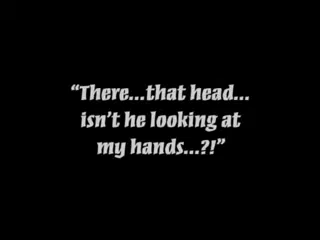 “There...that head...
isn’t he looking at
my hands...?!”